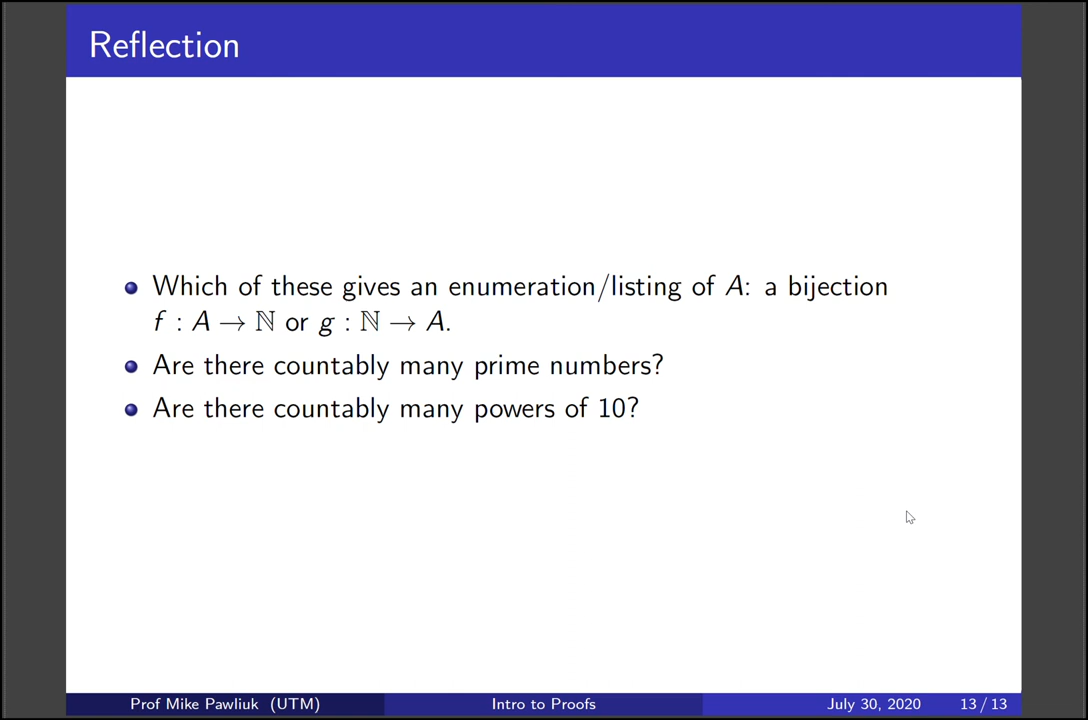 Reflection
Which of these gives an enumeration/listing of A: a bijection
f : A → ℕ or g : ℕ → A.
Are there countably many prime numbers?
Are there countably many powers of 10?
Prof Mike Pawliuk (UTM) Intro to Proofs July 30, 2020 13 / 13